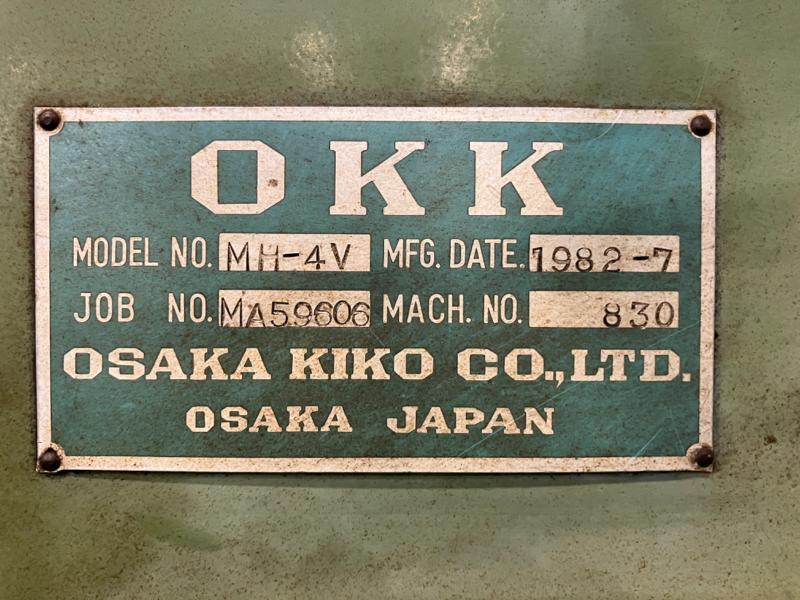 OKK
MODEL NO. MH-4V MFG. DATE. 1982-7
JOB NO. MA59606 MACH. NO. 830
OSAKA KIKO CO.,LTD.
OSAKA JAPAN